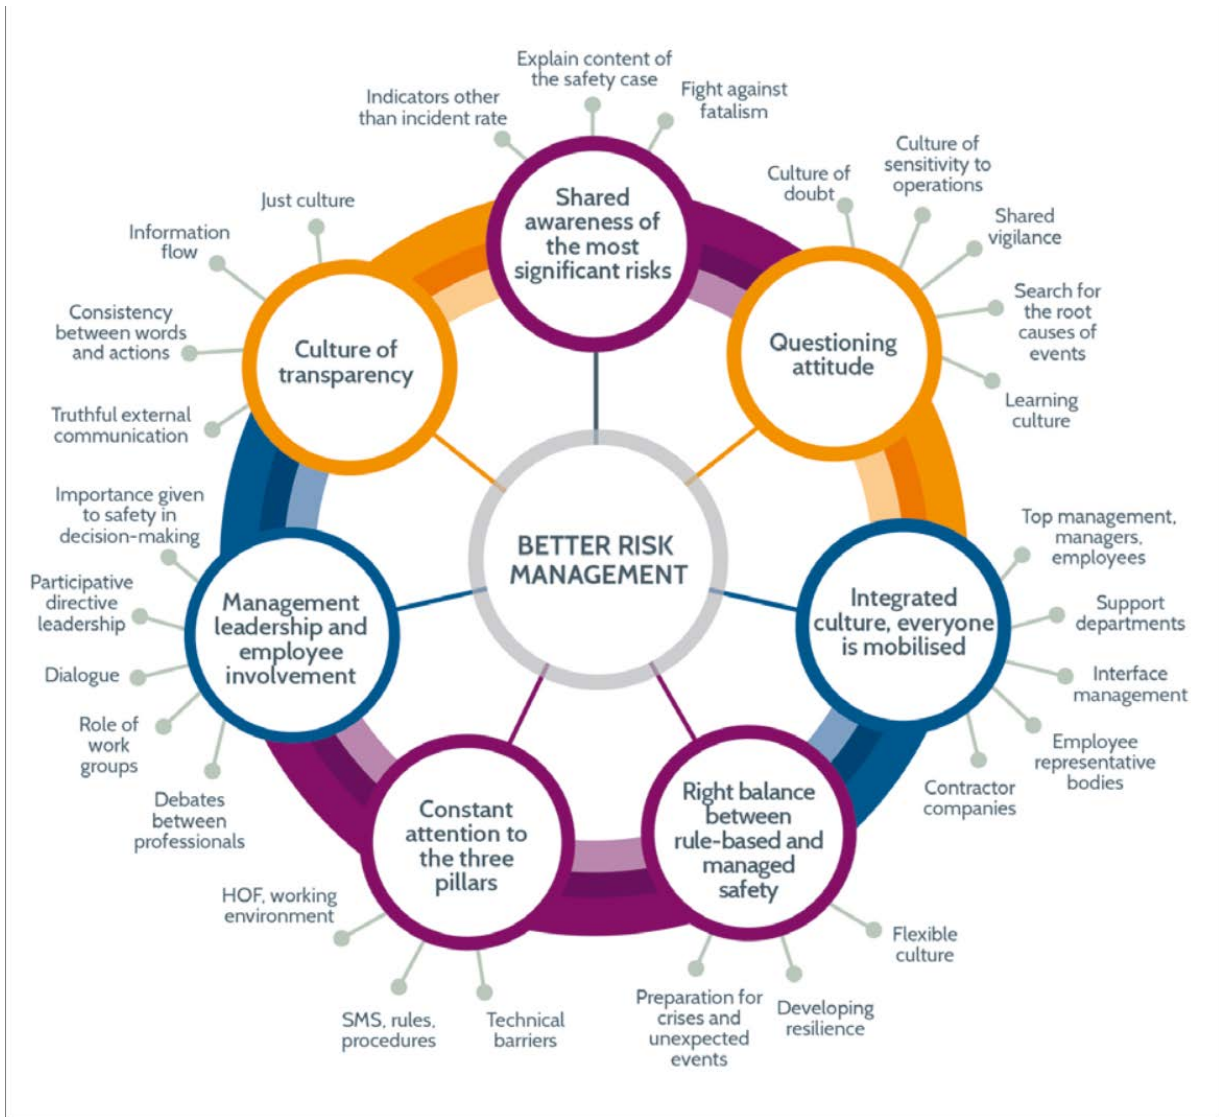 Explain content of
the safety case
Indicators other
than incident rate
Fight against
fatalism
Shared
awareness of
the most
significant risks
Culture of
doubt
Culture of
sensitivity to
operations
Shared
vigilance
Search for
the root
causes of
events
Learning
culture
Questioning
attitude
Just culture
Information
flow
Consistency
between words
and actions
Truthful external
communication
Culture of
transparency
BETTER RISK
MANAGEMENT
Top management,
managers,
employees
Support
departments
Interface
management
Employee
representative
bodies
Contractor
companies
Integrated
culture, everyone
is mobilised
Importance given
to safety in
decision-making
Participative
directive
leadership
Dialogue
Role of
work
groups
Debates
between
professionals
Management
leadership and
employee
involvement
Constant
attention to
the three
pillars
HOF, working
environment
SMS, rules,
procedures
Technical
barriers
Right balance
between
rule-based and
managed
safety
Flexible
culture
Developing
resilience
Preparation for
crises and
unexpected
events